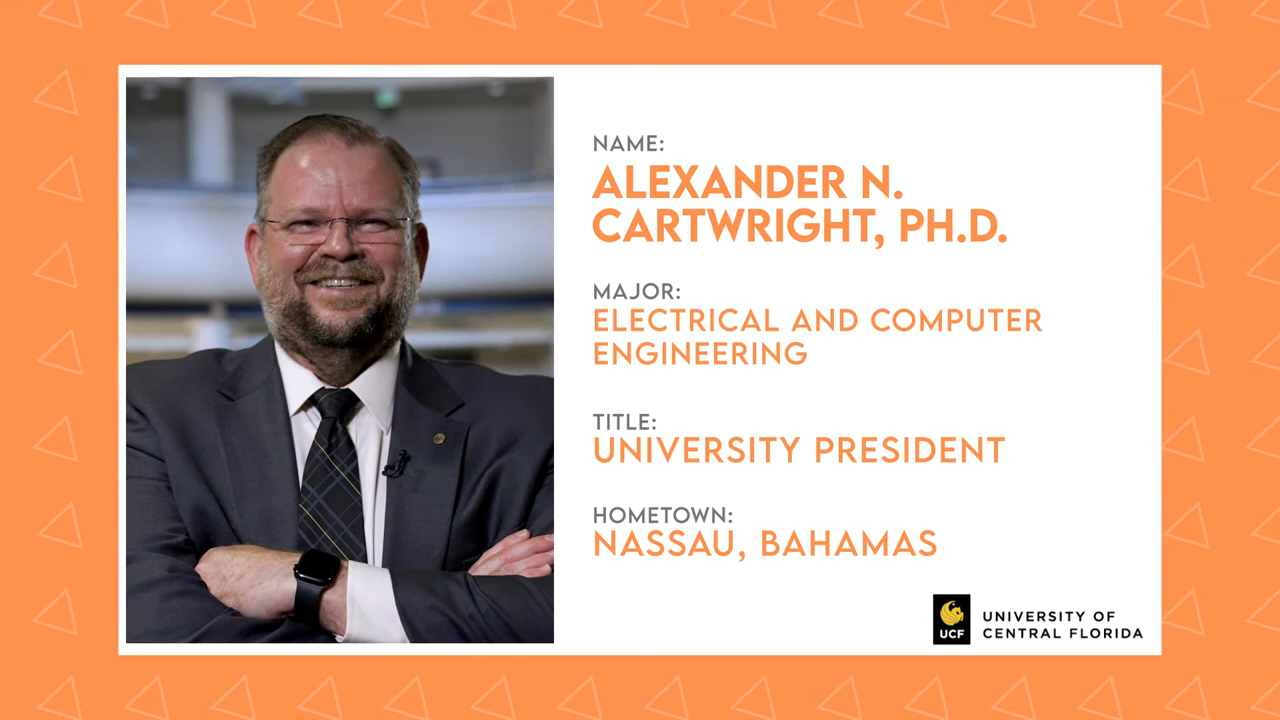 NAME:
ALEXANDER N.
CARTWRIGHT, PH.D.
MAJOR:
ELECTRICAL AND COMPUTER
ENGINEERING
TITLE:
UNIVERSITY PRESIDENT
HOMETOWN:
NASSAU, BAHAMAS
UCF
UNIVERSITY OF
CENTRAL FLORIDA